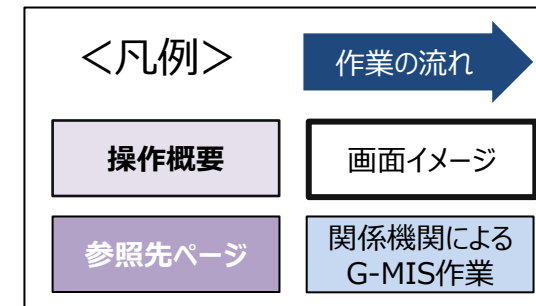 ＜凡例＞
作業の流れ
操作概要
画面イメージ
参照先ページ
関係機関による
G-MIS作業